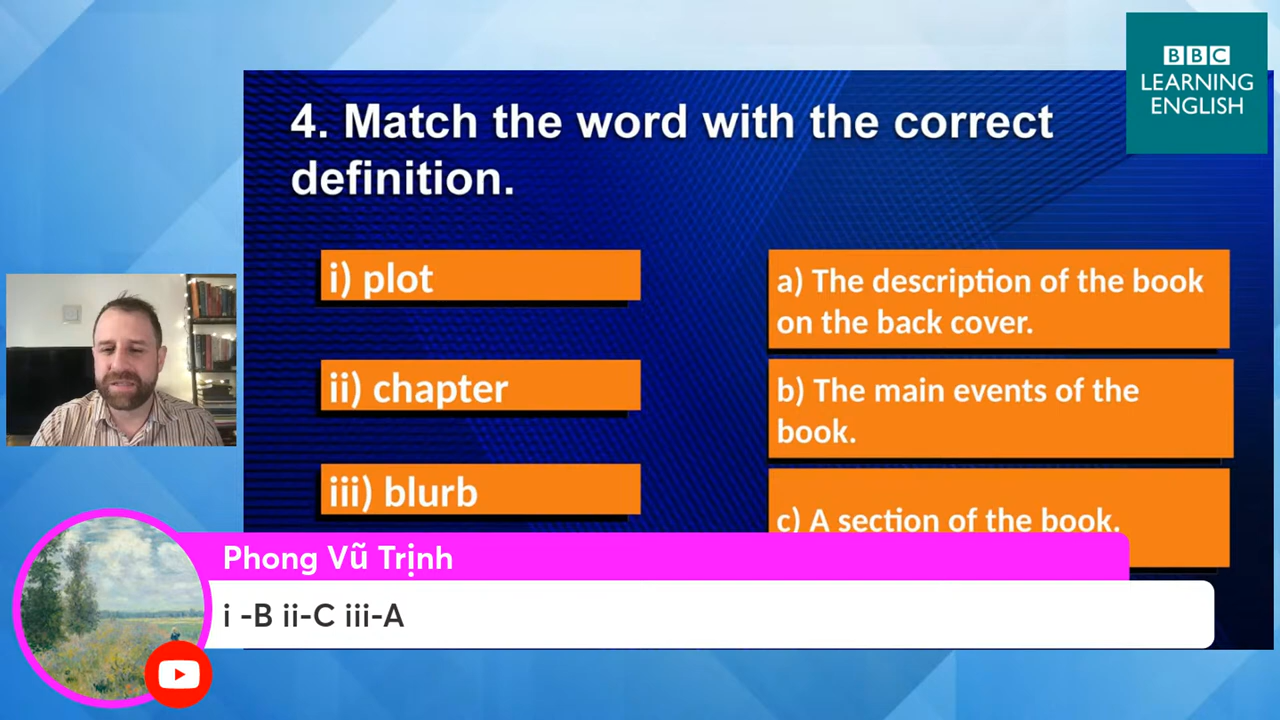 BBC
LEARNING
ENGLISH
4. Match the word with the correct
definition.
i) plot
ii) chapter
iii) blurb
a) The description of the book
on the back cover.
b) The main events of the
book.
c) A section of the book.
Phong Vũ Trịnh
i -B ii-C iii-A